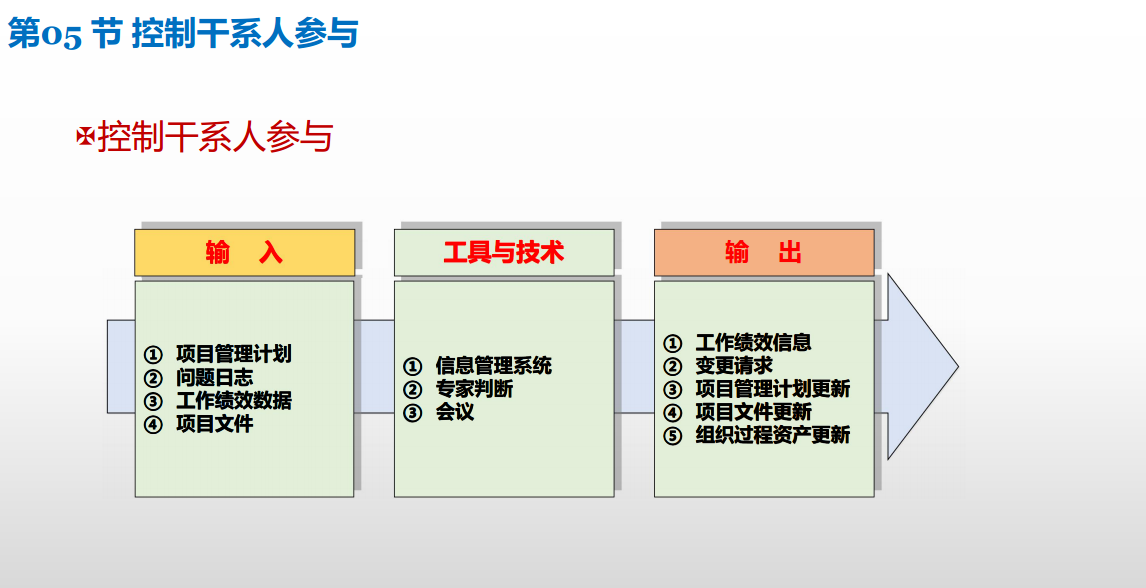 第05 节 控制干系人参与
✠控制干系人参与
输 入
① 项目管理计划
② 问题日志
③ 工作绩效数据
④ 项目文件
工具与技术
① 信息管理系统
② 专家判断
③ 会议
输 出
① 工作绩效信息
② 变更请求
③ 项目管理计划更新
④ 项目文件更新
⑤ 组织过程资产更新